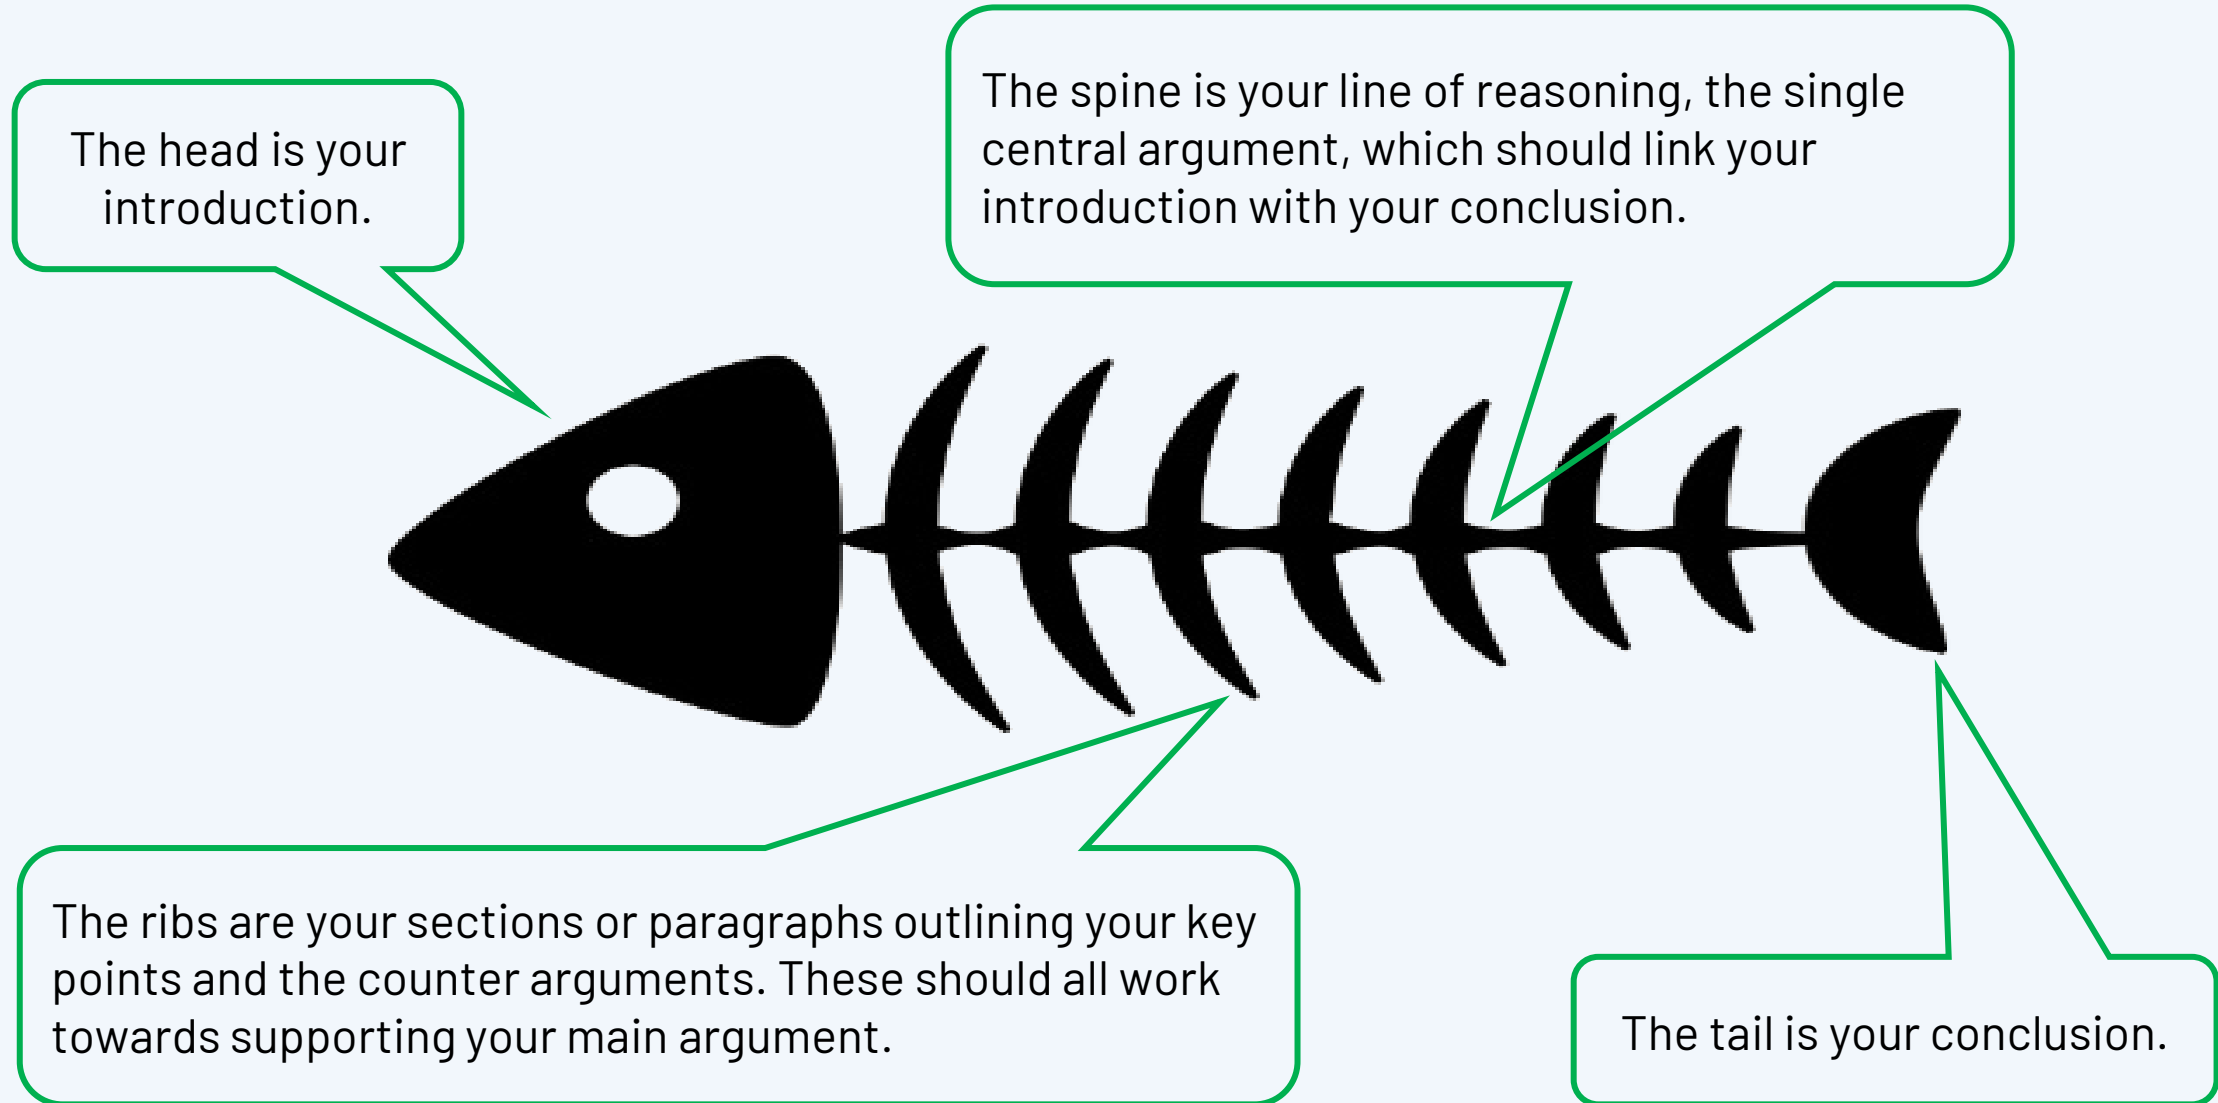 The head is your
introduction.
The spine is your line of reasoning, the single
central argument, which should link your
introduction with your conclusion.
The ribs are your sections or paragraphs outlining your key
points and the counter arguments. These should all work
towards supporting your main argument.
The tail is your conclusion.